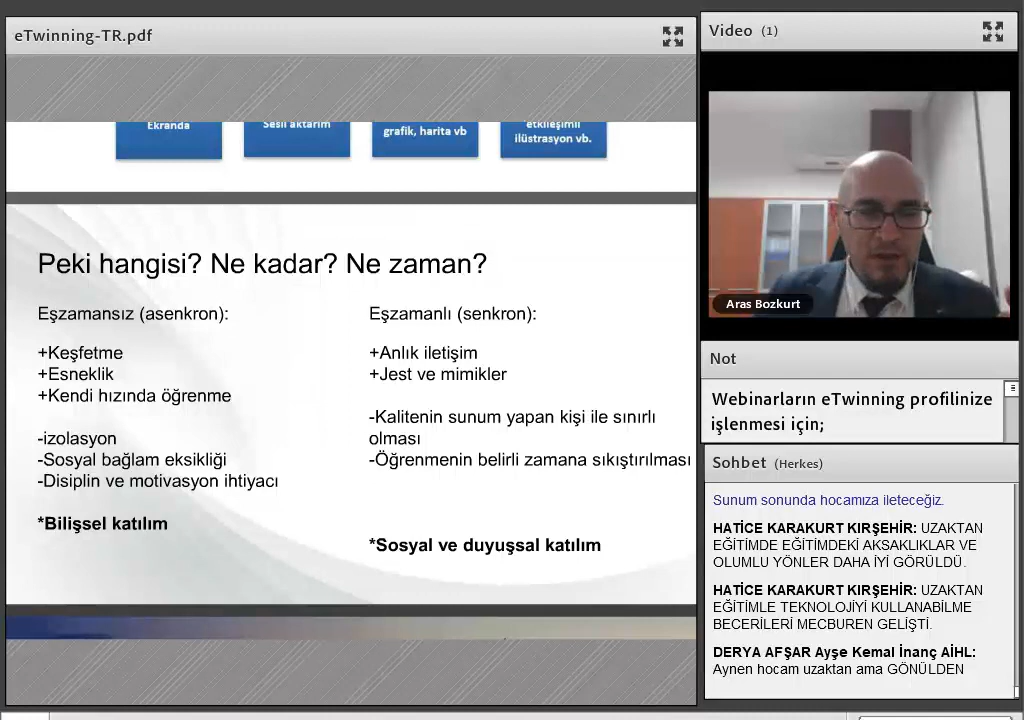 eTwinning-TR.pdf
Ekranda
Sesli aktarım
grafik, harita vb
etkileşimli
ilüstrasyon vb.
Peki hangisi? Ne kadar? Ne zaman?
Eşzamansız (asenkron):
+Keşfetme
+Esneklik
+Kendi hızında öğrenme
-izolasyon
-Sosyal bağlam eksikliği
-Disiplin ve motivasyon ihtiyacı
*Bilişsel katılım
Eşzamanlı (senkron):
+Anlık iletişim
+Jest ve mimikler
-Kalitenin sunum yapan kişi ile sınırlı
olması
-Öğrenmenin belirli zamana sıkıştırılması
*Sosyal ve duyuşsal katılım
Video (1)
Aras Bozkurt
Not
Webinarların eTwinning profilinize
işlenmesi için;
Sohbet (Herkes)
Sunum sonunda hocamıza ileteceğiz.
HATİCE KARAKURT KIRŞEHİR: UZAKTAN
EĞİTİMDE EĞİTİMDEKİ AKSAKLIKLAR VE
OLUMLU YÖNLER DAHA İYİ GÖRÜLDÜ.
HATİCE KARAKURT KIRŞEHİR: UZAKTAN
EĞİTİMLE TEKNOLOJİYİ KULLANABİLME
BECERİLERİ MECBUREN GELİŞTİ.
DERYA AFŞAR Ayşe Kemal İnanç AİHL:
Aynen hocam uzaktan ama GÖNÜLDEN